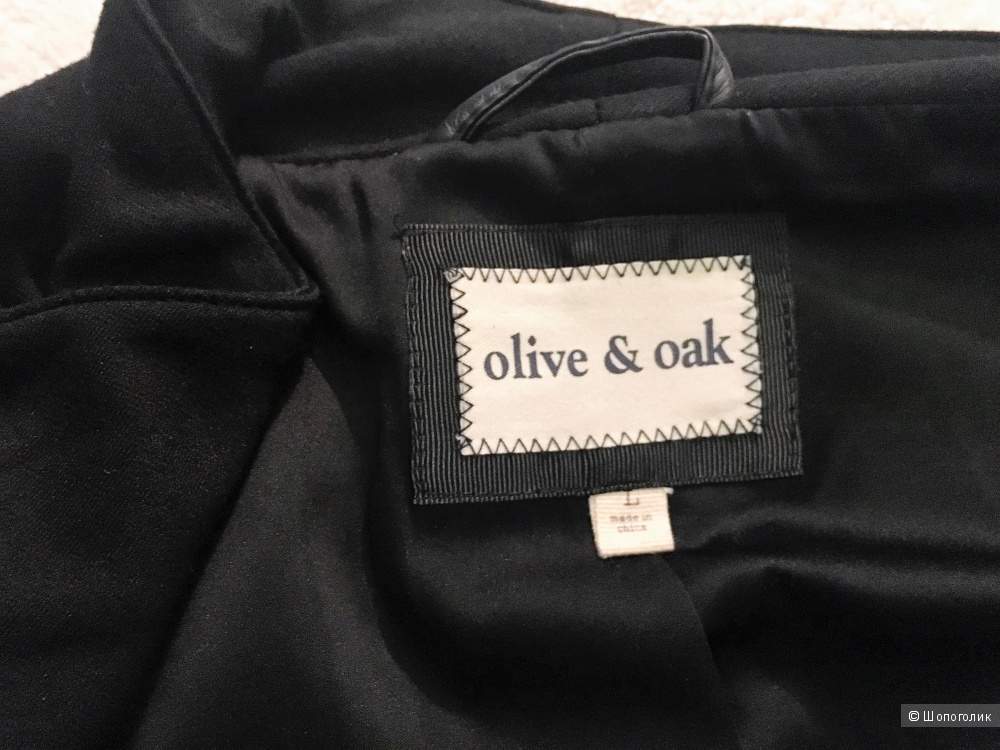 olive & oak
L
made in
china
© Шопоголик